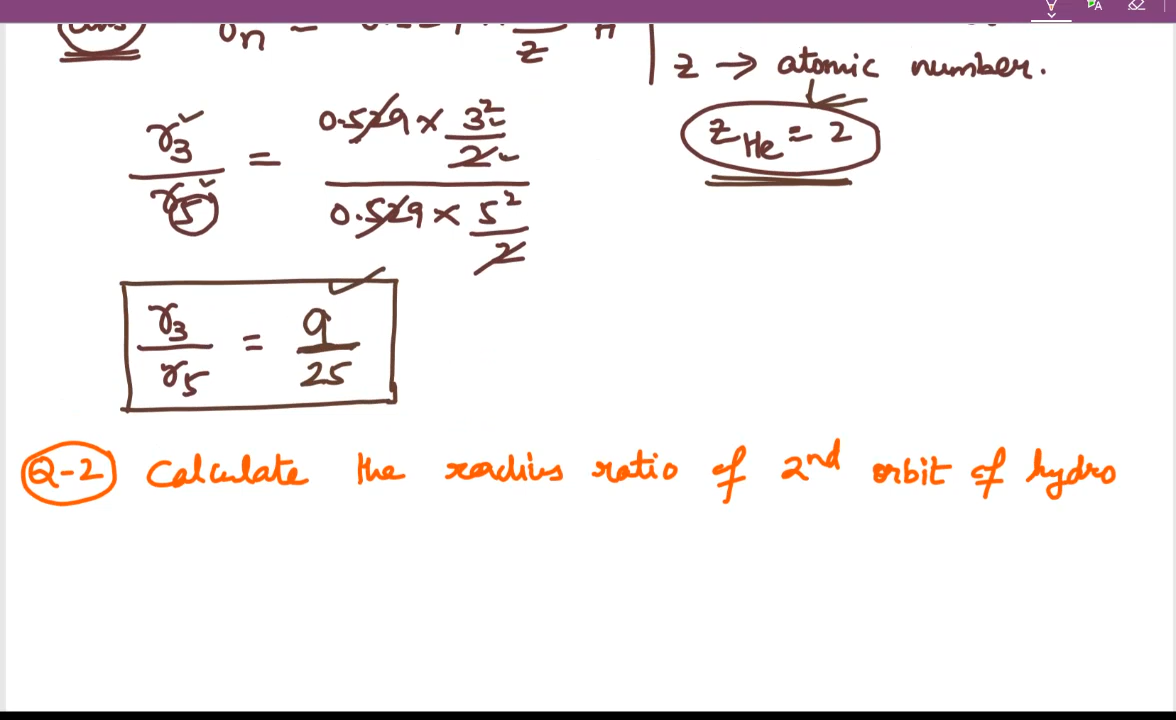 z → atomic number.
z
r3/r5 = (0.529 × 3²/2) / (0.529 × 5²/2)
zHe = 2
r3/r5 = 9/25
Q-2 Calculate the radius ratio of 2nd orbit of hydro